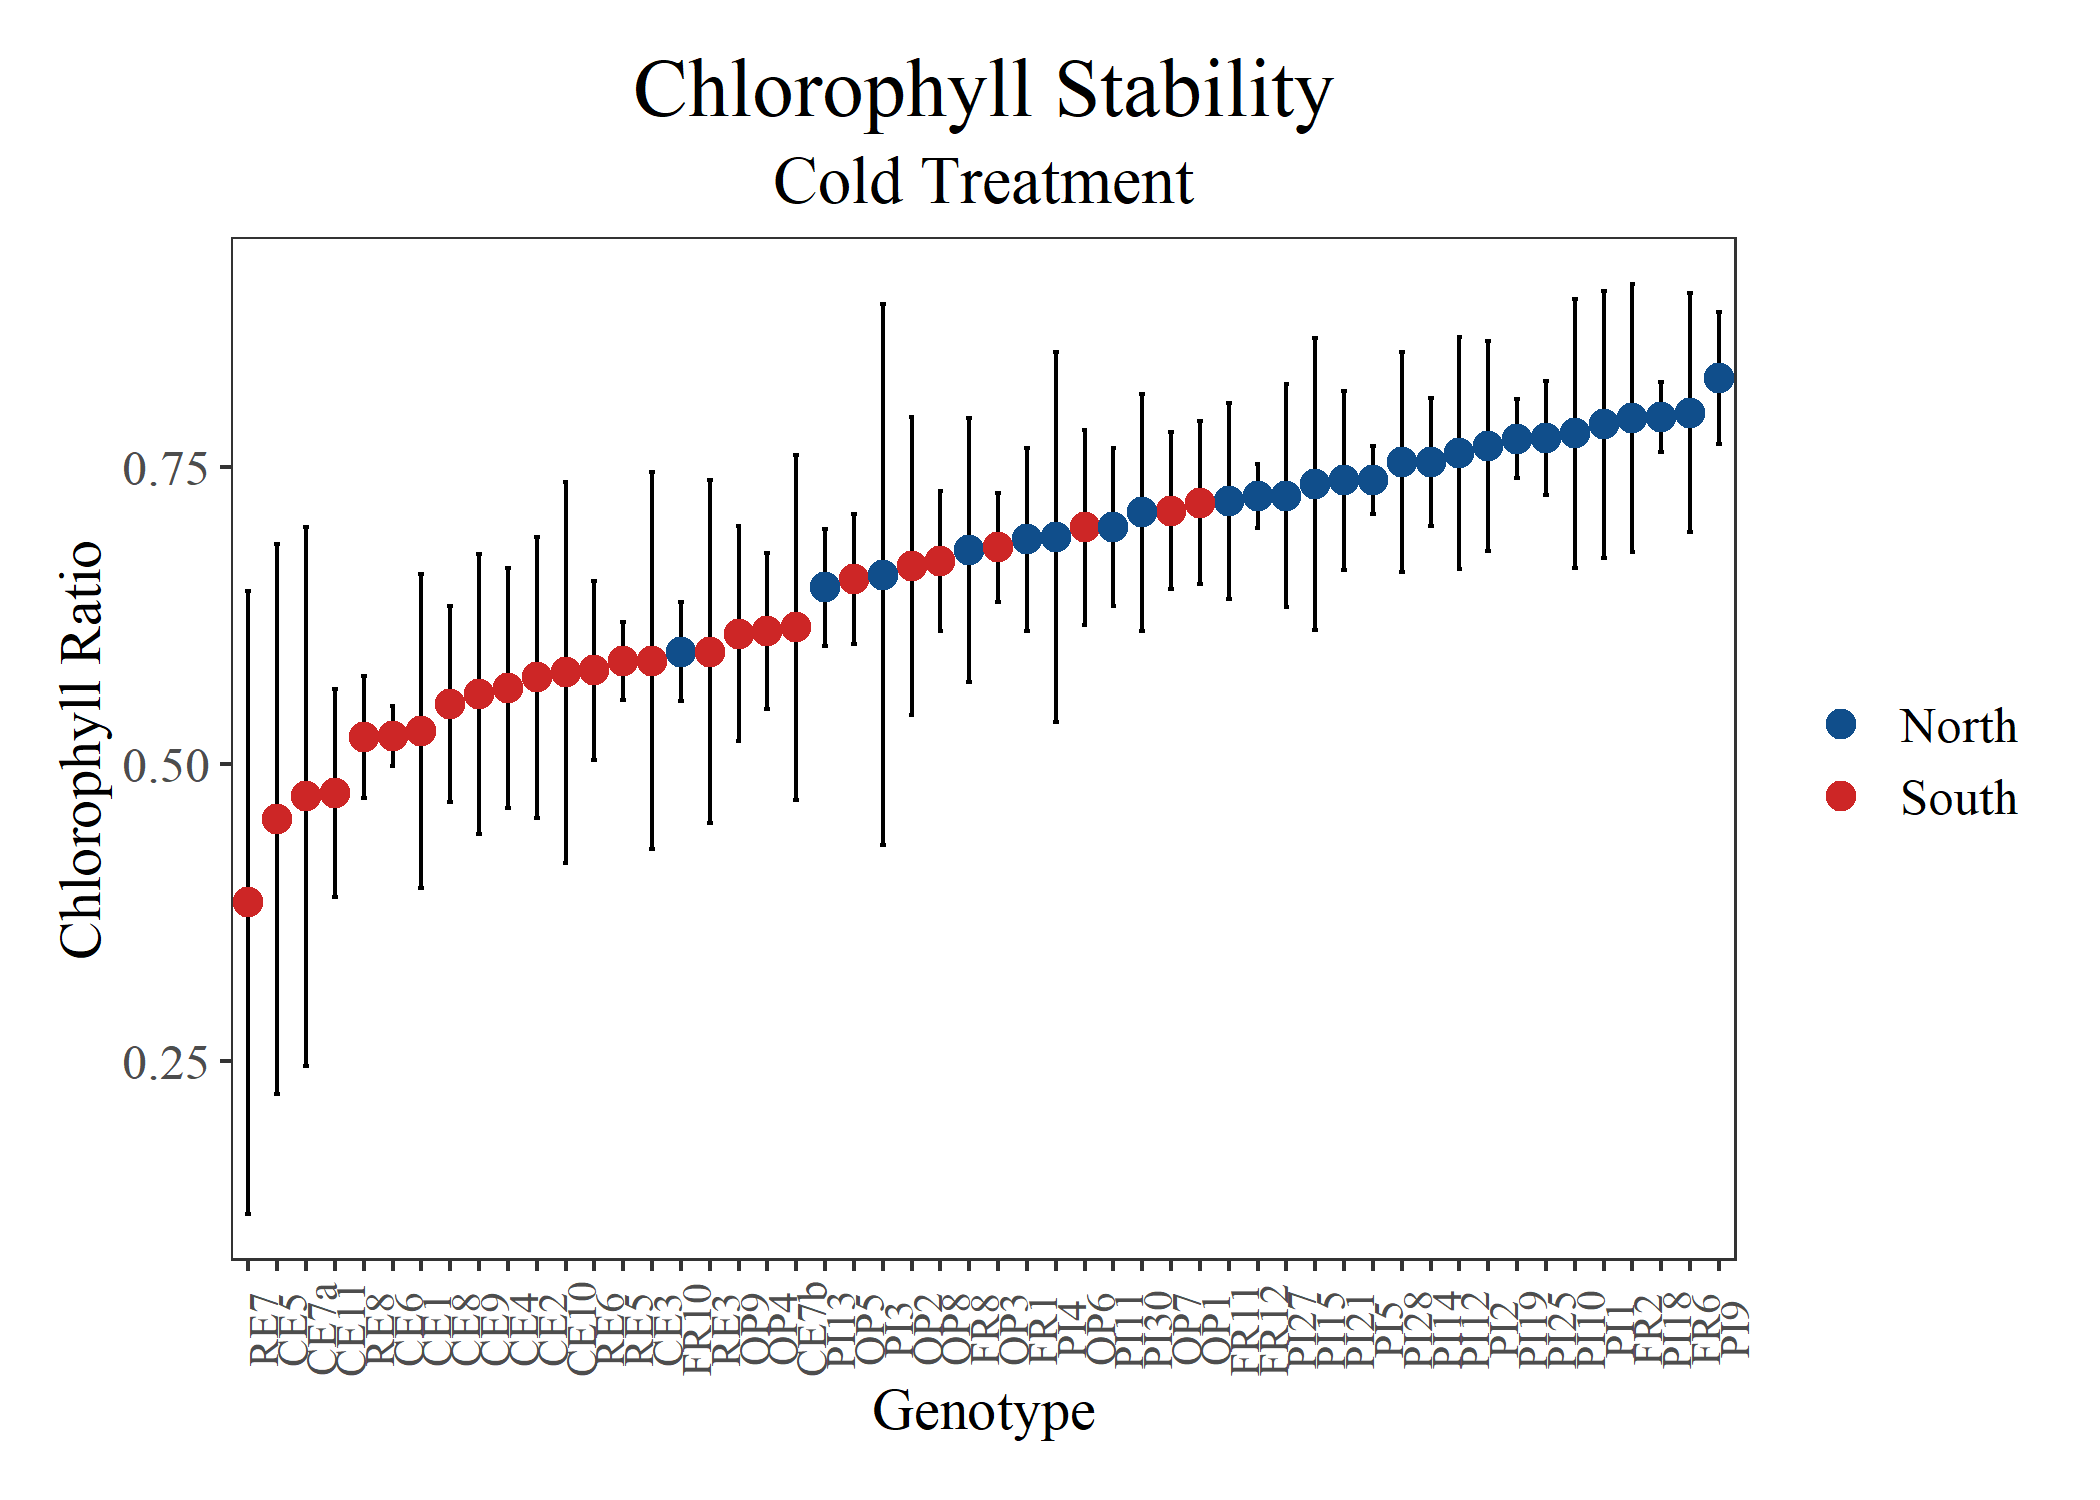 Chlorophyll Stability
Cold Treatment
Chlorophyll Ratio
0.75
0.50
0.25
RE7
CE5
CE7a
CE11
RE8
CE6
CE1
CE8
CE9
CE4
CE2
CE10
RE6
RE5
CE3
FR10
RE3
OP9
OP4
CE7b
PI13
OP5
PI3
OP2
OP8
FR8
OP3
FR1
PI4
OP6
PI11
PI30
OP7
OP1
FR11
FR12
PI27
PI15
PI21
PI5
PI28
PI14
PI12
PI2
PI19
PI25
PI10
PI1
FR2
PI18
FR6
PI9
Genotype
North
South